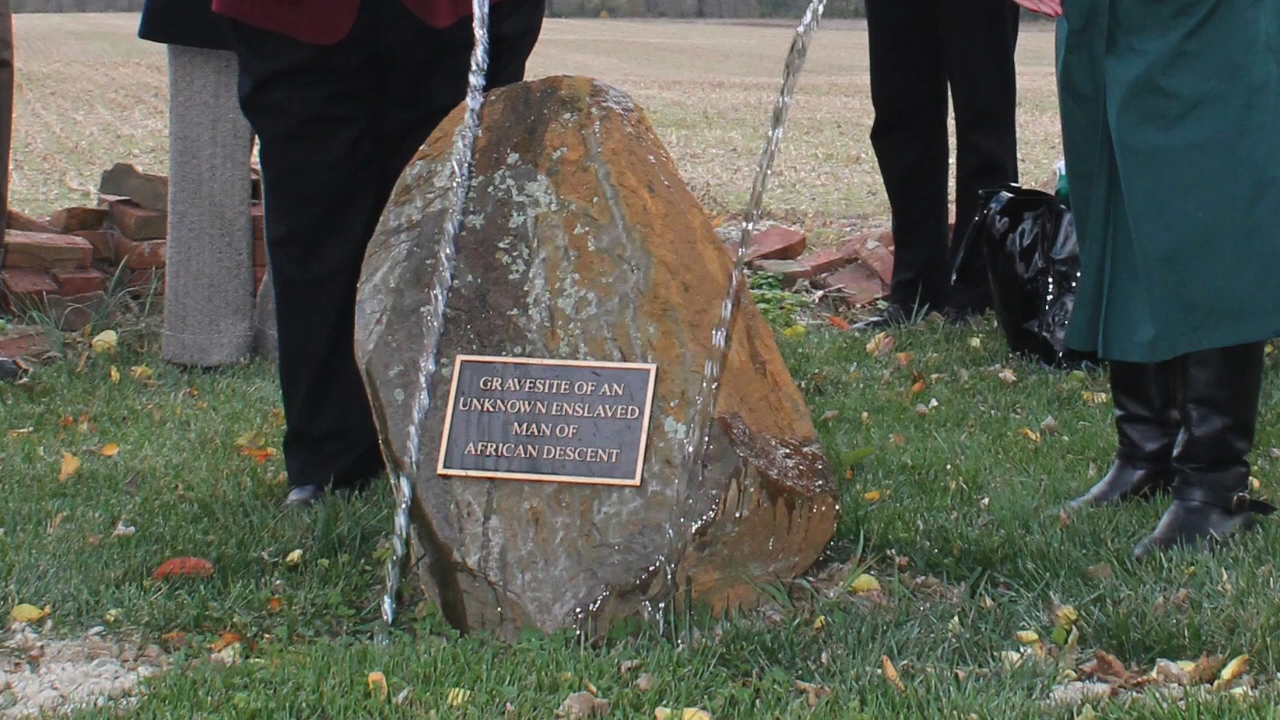 GRAVESITE OF AN
UNKNOWN ENSLAVED
MAN OF
AFRICAN DESCENT